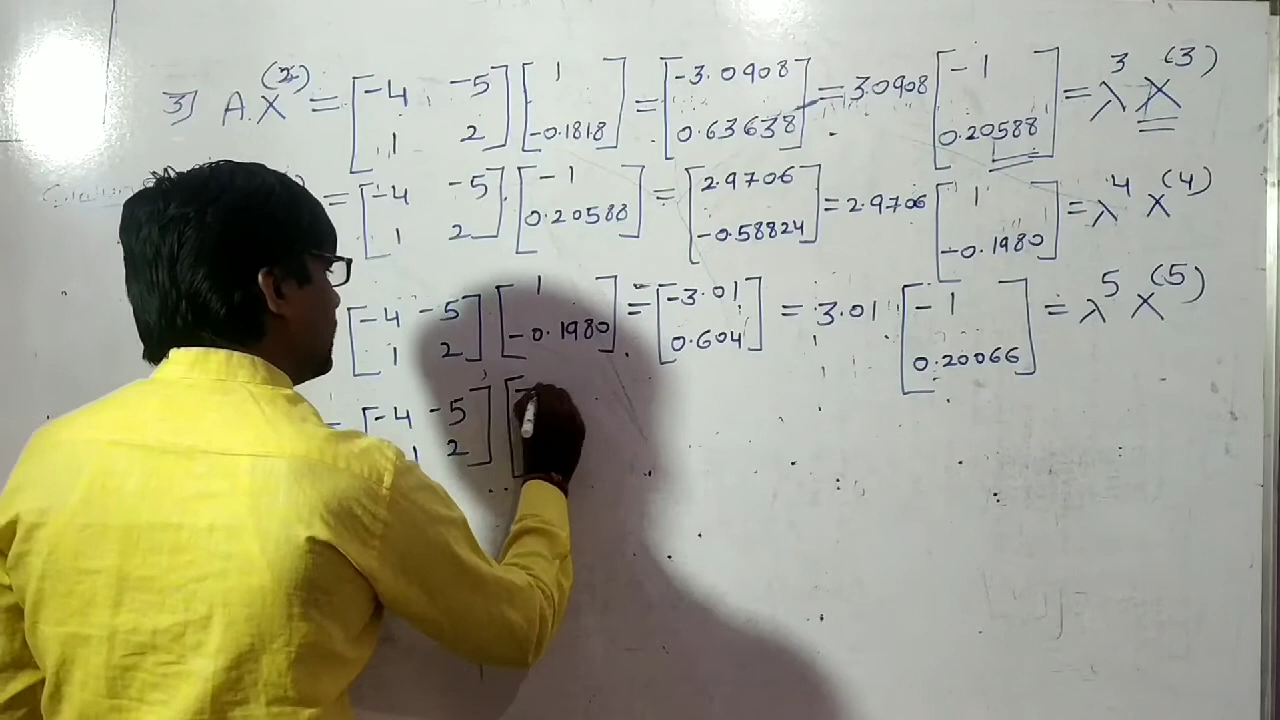 3] A.X^(2) = [-4 -5; 1 2] [1; -0.1818] = [-3.0908; 0.63638] = 3.0908 [-1; 0.20588] = λ^3 X^(3)
= [-4 -5; 1 2] . [-1; 0.20588] = [2.9706; -0.58824] = 2.9706 [1; -0.1980] = λ^4 X^(4)
[-4 -5; 1 2] [1; -0.1980] = [-3.01; 0.604] = 3.01 [-1; 0.20066] = λ^5 X^(5)
= [-4 -5; 1 2] [